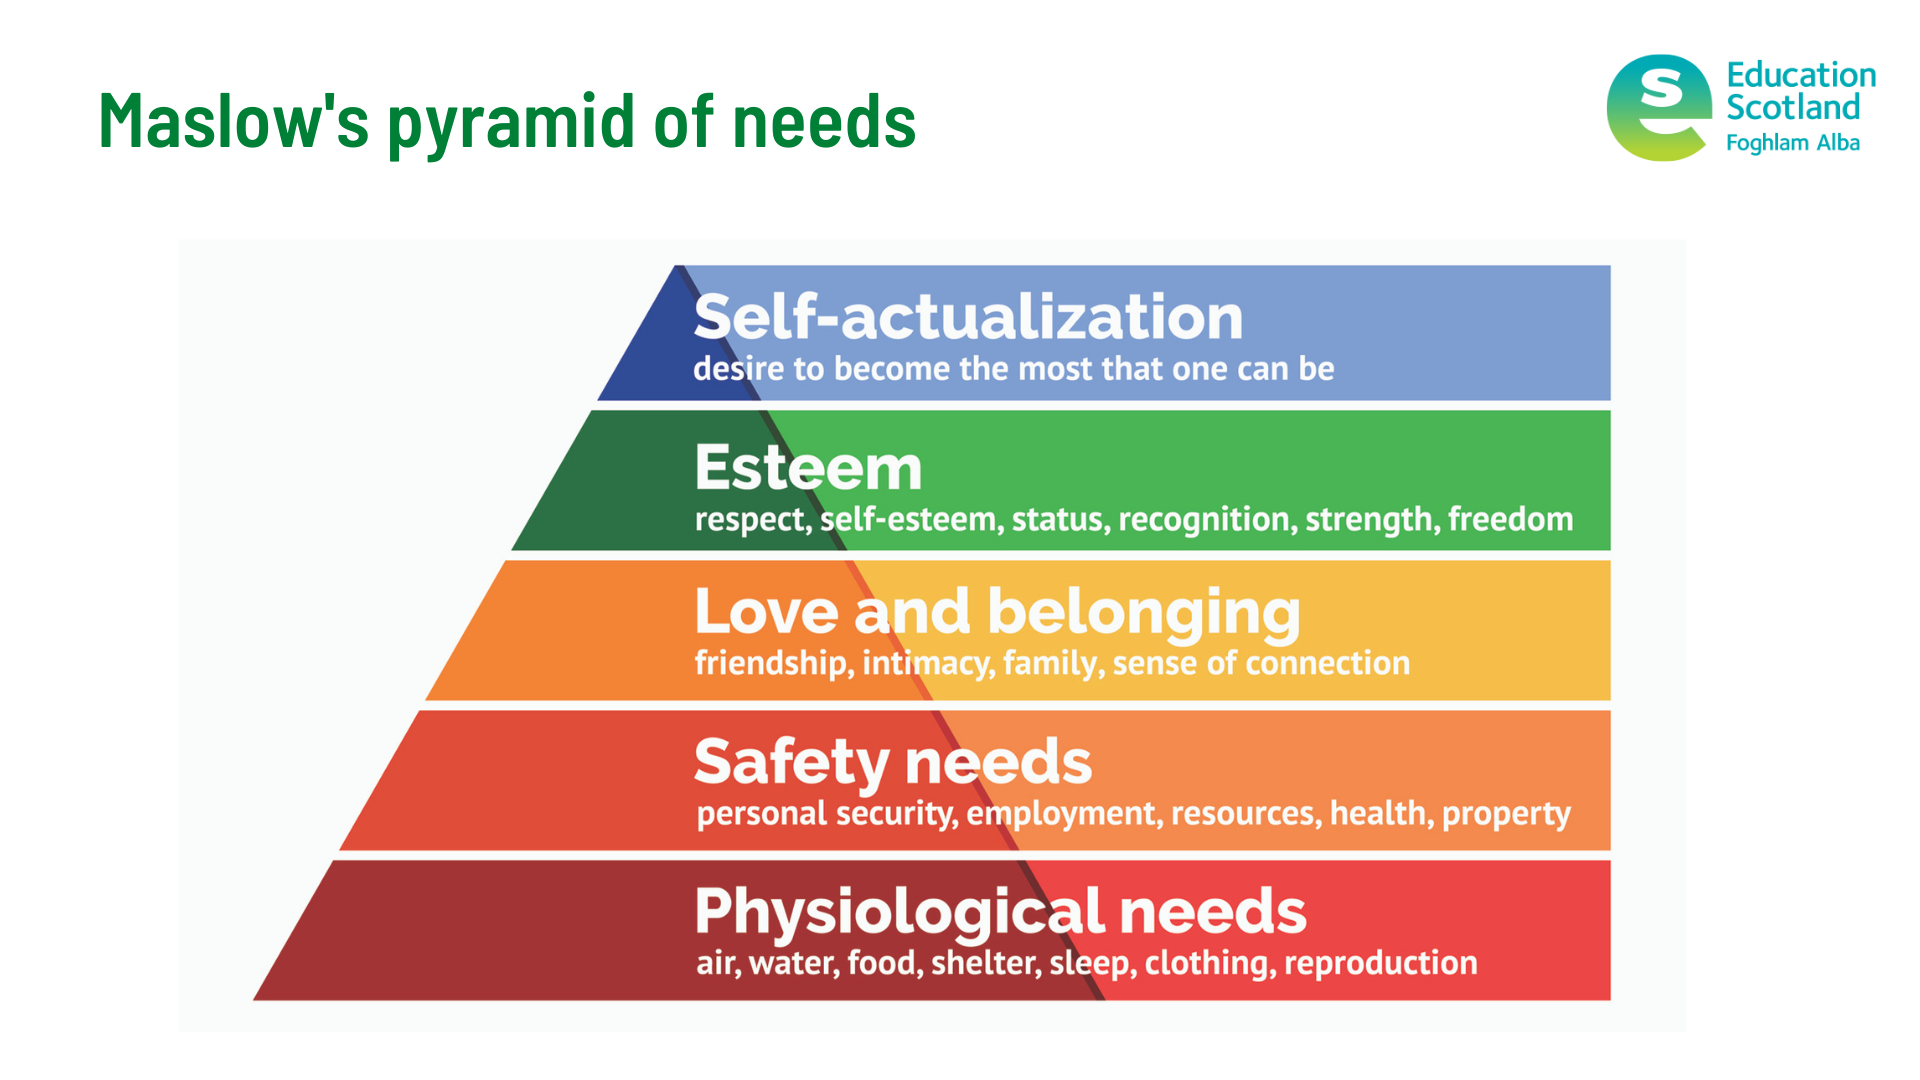 Maslow's pyramid of needs
s
Education
Scotland
Foghlam Alba
Self-actualization
desire to become the most that one can be
Esteem
respect, self-esteem, status, recognition, strength, freedom
Love and belonging
friendship, intimacy, family, sense of connection
Safety needs
personal security, employment, resources, health, property
Physiological needs
air, water, food, shelter, sleep, clothing, reproduction